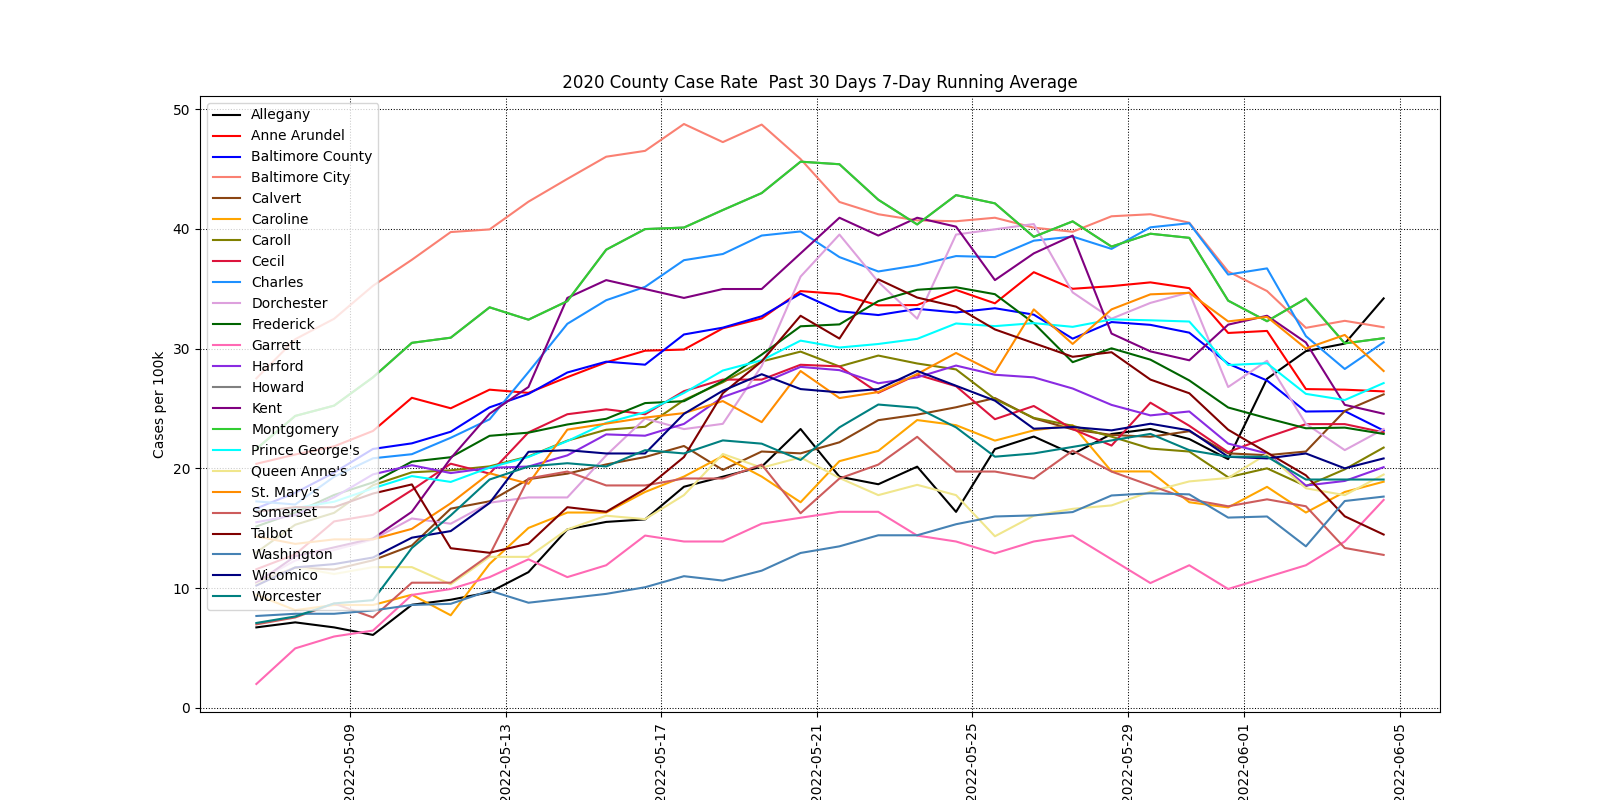 2020 County Case Rate  Past 30 Days 7-Day Running Average
Cases per 100k
50
40
30
20
10
0
Allegany
Anne Arundel
Baltimore County
Baltimore City
Calvert
Caroline
Caroll
Cecil
Charles
Dorchester
Frederick
Garrett
Harford
Howard
Kent
Montgomery
Prince George's
Queen Anne's
St. Mary's
Somerset
Talbot
Washington
Wicomico
Worcester
2022-05-09
2022-05-13
2022-05-17
2022-05-21
2022-05-25
2022-05-29
2022-06-01
2022-06-05